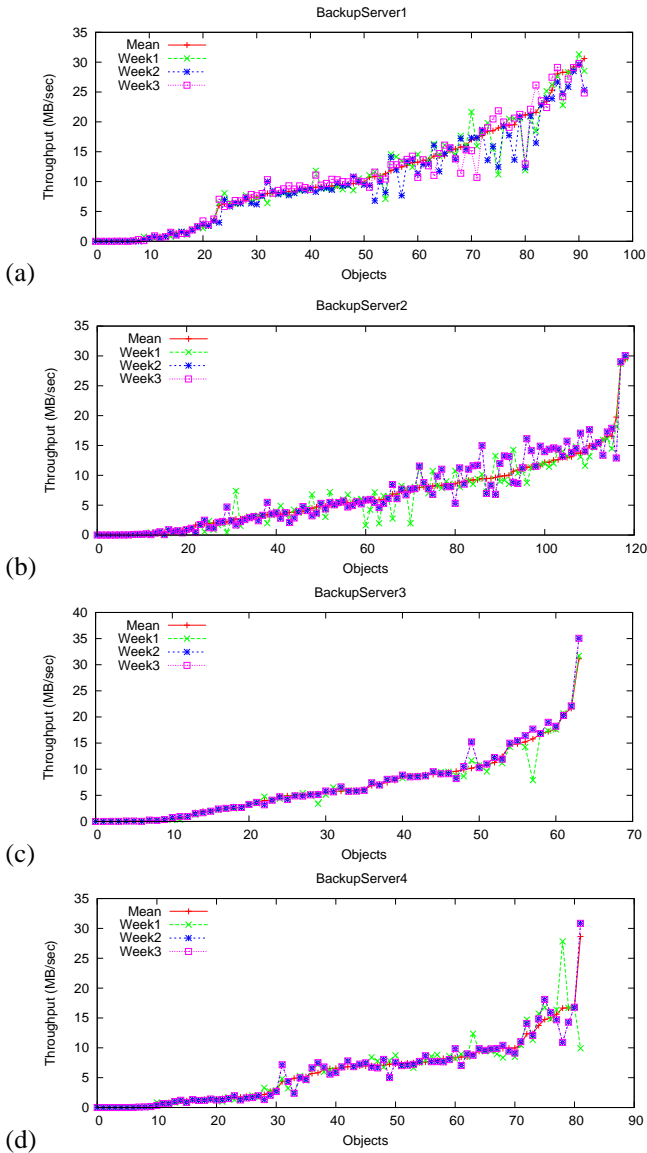 BackupServer1
Throughput (MB/sec)
35
30
25
20
15
10
5
0
Mean
Week1
Week2
Week3
0 10 20 30 40 50 60 70 80 90 100
Objects
(a)
BackupServer2
Throughput (MB/sec)
35
30
25
20
15
10
5
0
Mean
Week1
Week2
Week3
0 20 40 60 80 100 120
Objects
(b)
BackupServer3
Throughput (MB/sec)
40
35
30
25
20
15
10
5
0
Mean
Week1
Week2
Week3
0 10 20 30 40 50 60 70
Objects
(c)
BackupServer4
Throughput (MB/sec)
35
30
25
20
15
10
5
0
Mean
Week1
Week2
Week3
0 10 20 30 40 50 60 70 80 90
Objects
(d)